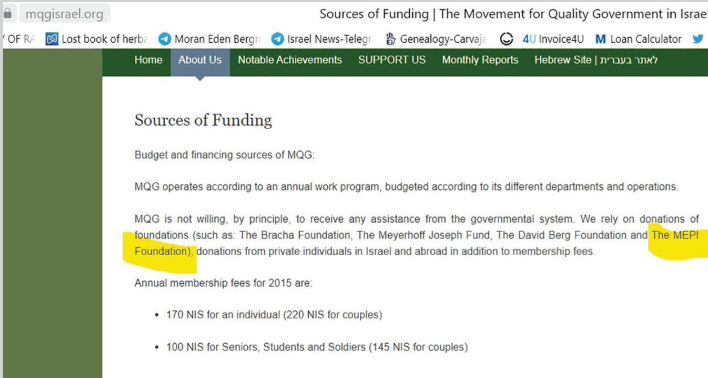 mqgisrael.org
Sources of Funding | The Movement for Quality Government in Israel
OF
Lost book of herba
Moran Eden Bergn
Israel News-Telegr
Genealogy-Carvaja
4U Invoice4U
M Loan Calculator
Home About Us Notable Achievements SUPPORT US Monthly Reports Hebrew Site | לאתר בעברית
Sources of Funding
Budget and financing sources of MQG:
MQG operates according to an annual work program, budgeted according to its different departments and operations.
MQG is not willing, by principle, to receive any assistance from the governmental system. We rely on donations of
foundations (such as: The Bracha Foundation, The Meyerhoff Joseph Fund, The David Berg Foundation and The MEPI
Foundation), donations from private individuals in Israel and abroad in addition to membership fees.
Annual membership fees for 2015 are:
• 170 NIS for an individual (220 NIS for couples)
• 100 NIS for Seniors, Students and Soldiers (145 NIS for couples)